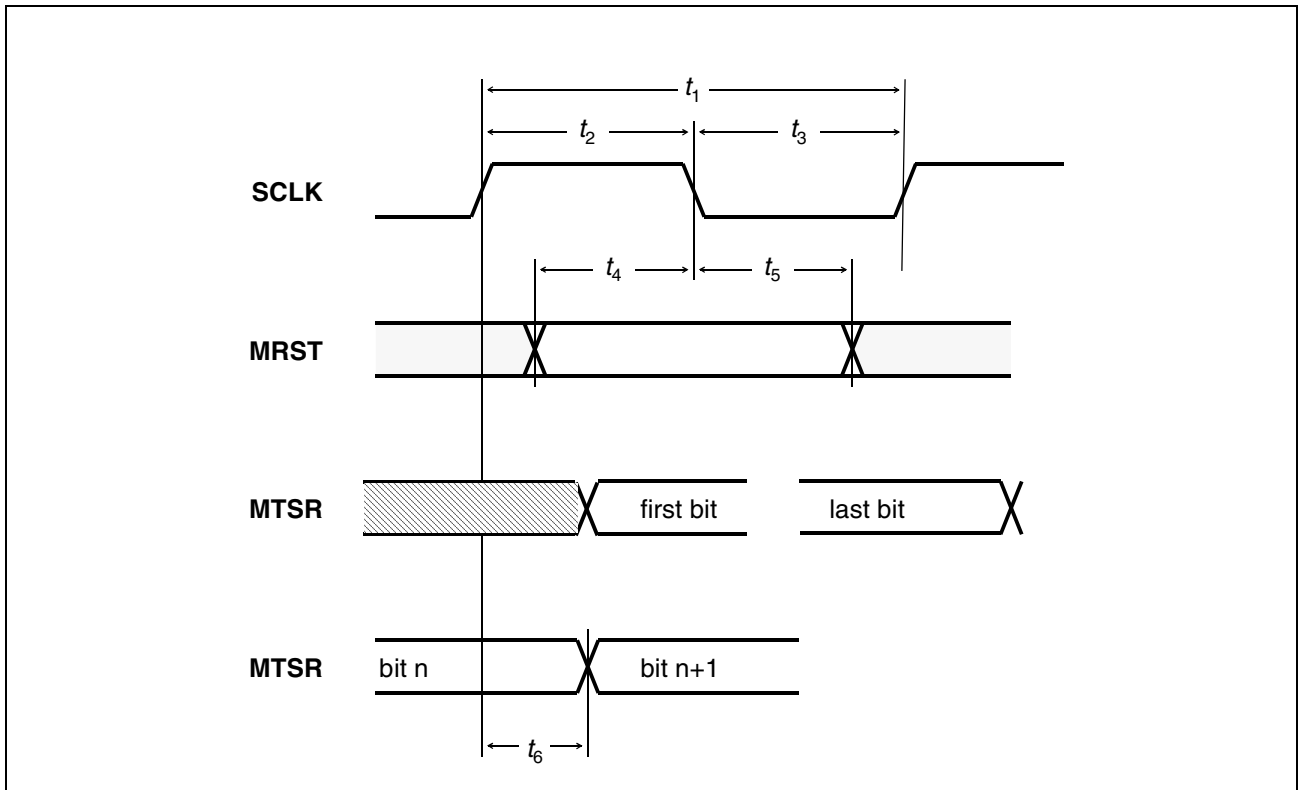 t1
t2 t3
SCLK
t4 t5
MRST
MTSR first bit last bit
MTSR bit n bit n+1
t6